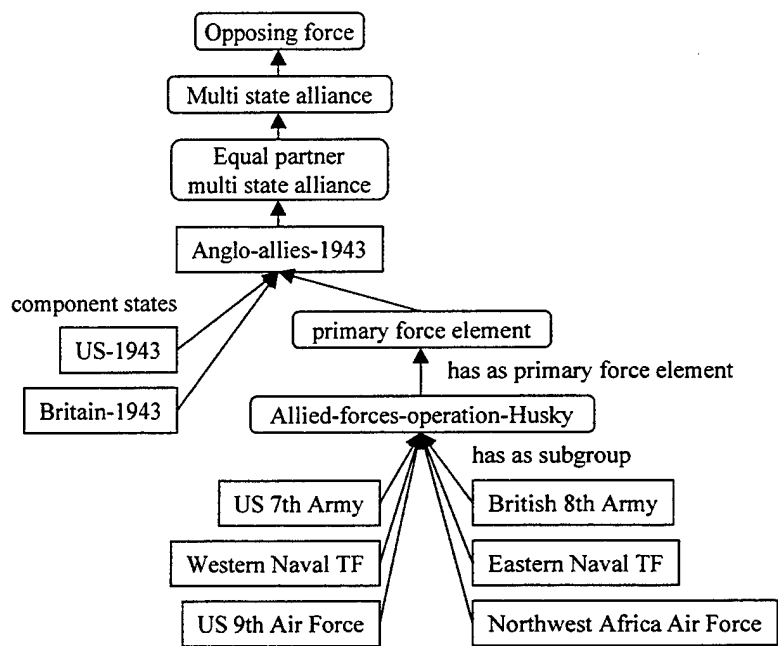 Opposing force
Multi state alliance
Equal partner
multi state alliance
Anglo-allies-1943
component states
US-1943
primary force element
has as primary force element
Britain-1943
Allied-forces-operation-Husky
has as subgroup
US 7th Army
British 8th Army
Western Naval TF
Eastern Naval TF
US 9th Air Force
Northwest Africa Air Force